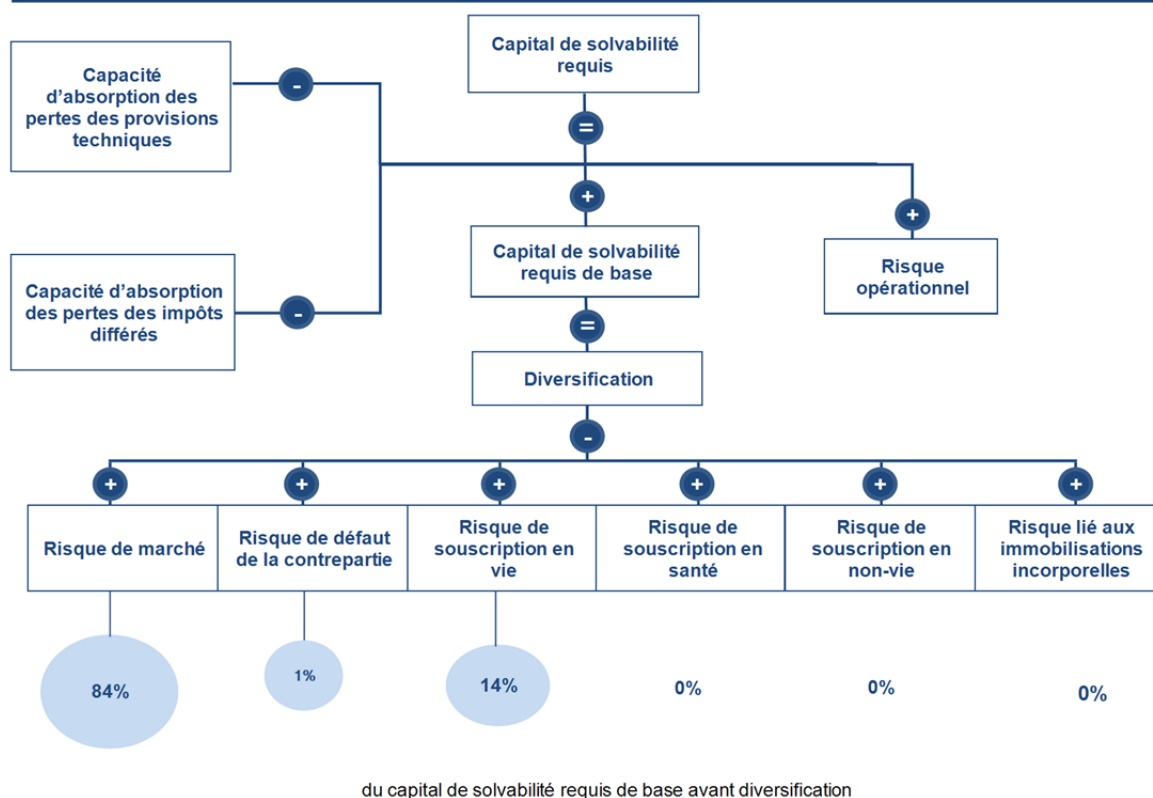 Capital de solvabilité
requis
Capacité
d'absorption des
pertes des provisions
techniques
-
=
+
+
Capital de solvabilité
requis de base
Risque
opérationnel
Capacité d'absorption
des pertes des impôts
différés
-
=
Diversification
-
+
+
+
+
+
+
Risque de marché
Risque de défaut
de la contrepartie
Risque de
souscription en
vie
Risque de
souscription en
santé
Risque de
souscription en
non-vie
Risque lié aux
immobilisations
incorporelles
84%
1%
14%
0%
0%
0%
du capital de solvabilité requis de base avant diversification